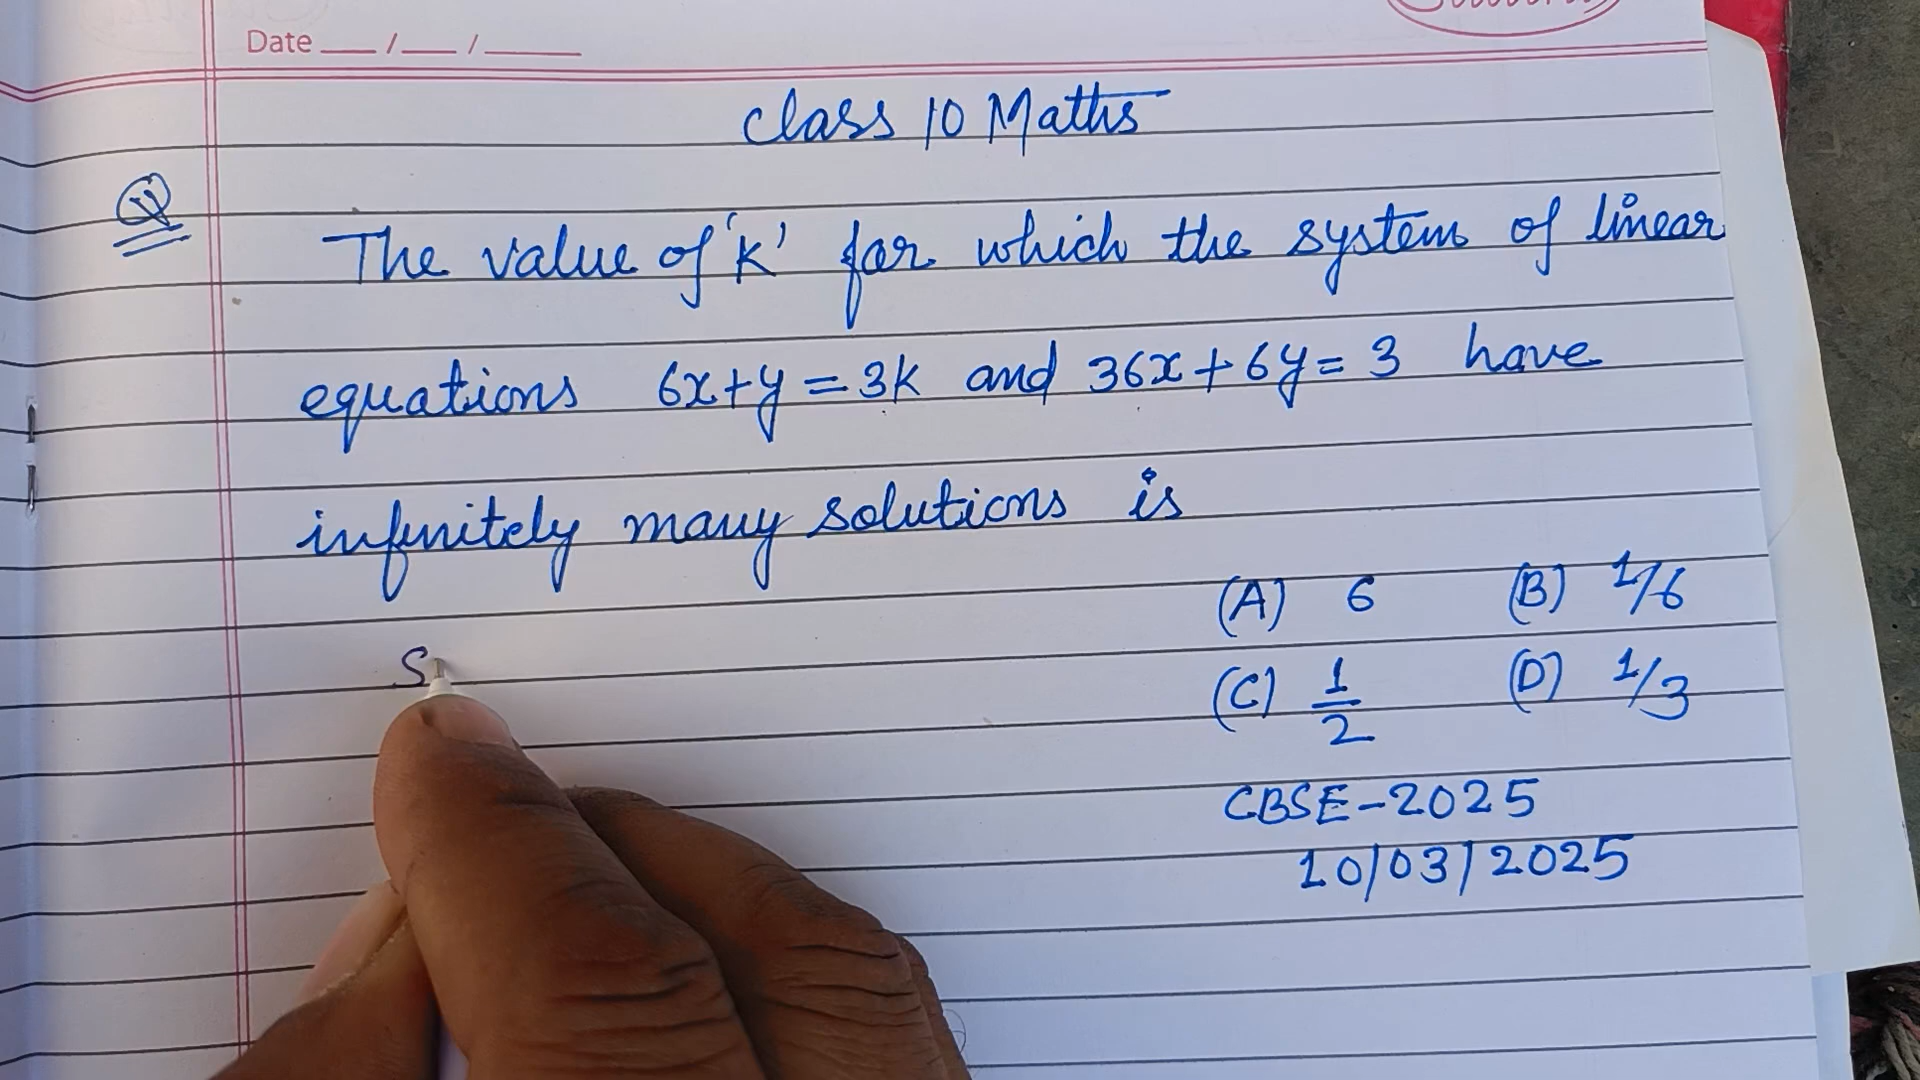 Date __/__/____
Class 10 Maths
Q
The value of 'K' for which the system of linear
equations 6x+y=3K and 36x+6y=3 have
infinitely many solutions is
(A) 6 (B) 1/6
S
(C) 1/2 (D) 1/3
CBSE-2025
10/03/2025